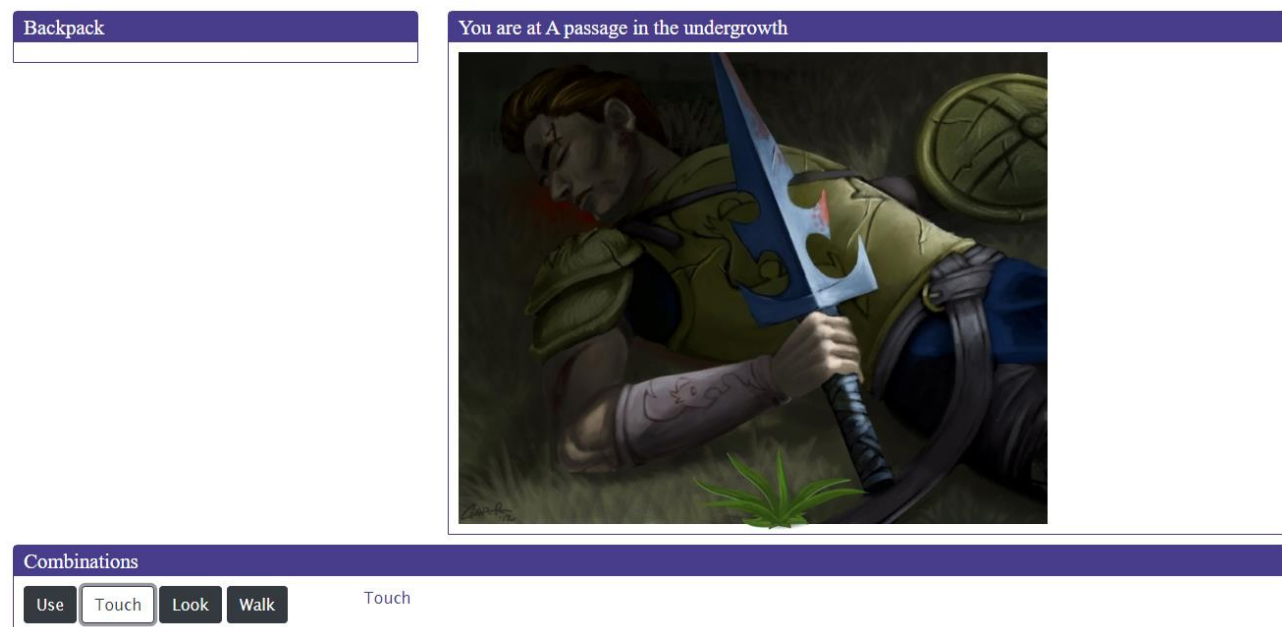 Backpack
You are at A passage in the undergrowth
Combinations
Use
Touch
Look
Walk
Touch